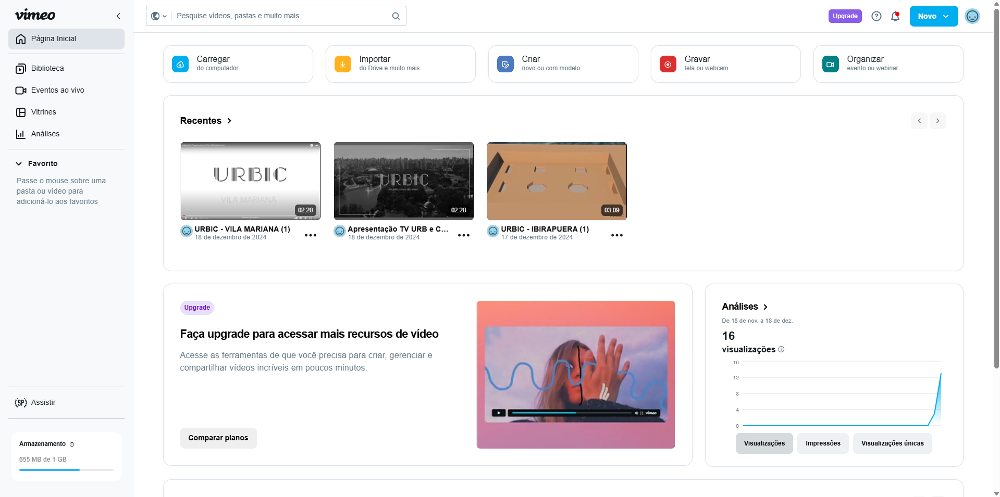 vimeo
Pesquise vídeos, pastas e muito mais
Upgrade
Novo
Página Inicial
Biblioteca
Eventos ao vivo
Vitrines
Análises
Favorito
Passe o mouse sobre uma
pasta ou vídeo para
adicioná-lo aos favoritos
SP Assistir
Armazenamento
655 MB de 1 GB
Carregar
do computador
Importar
do Drive e muito mais
Criar
novo ou com modelo
Gravar
tela ou webcam
Organizar
evento ou webinar
Recentes
URBIC
VILA MARIANA
02:20
URBIC - VILA MARIANA (1)
18 de dezembro de 2024
URBIC
um jeito novo de viver.
02:28
Apresentação TV URB e C...
18 de dezembro de 2024
03:09
URBIC - IBIRAPUERA (1)
17 de dezembro de 2024
Upgrade
Faça upgrade para acessar mais recursos de vídeo
Acesse as ferramentas de que você precisa para criar, gerenciar e
compartilhar vídeos incríveis em poucos minutos.
Comparar planos
vimeo
Análises
De 18 de nov. a 18 de dez.
16
visualizações
16
12
8
4
0
Visualizações
Impressões
Visualizações únicas